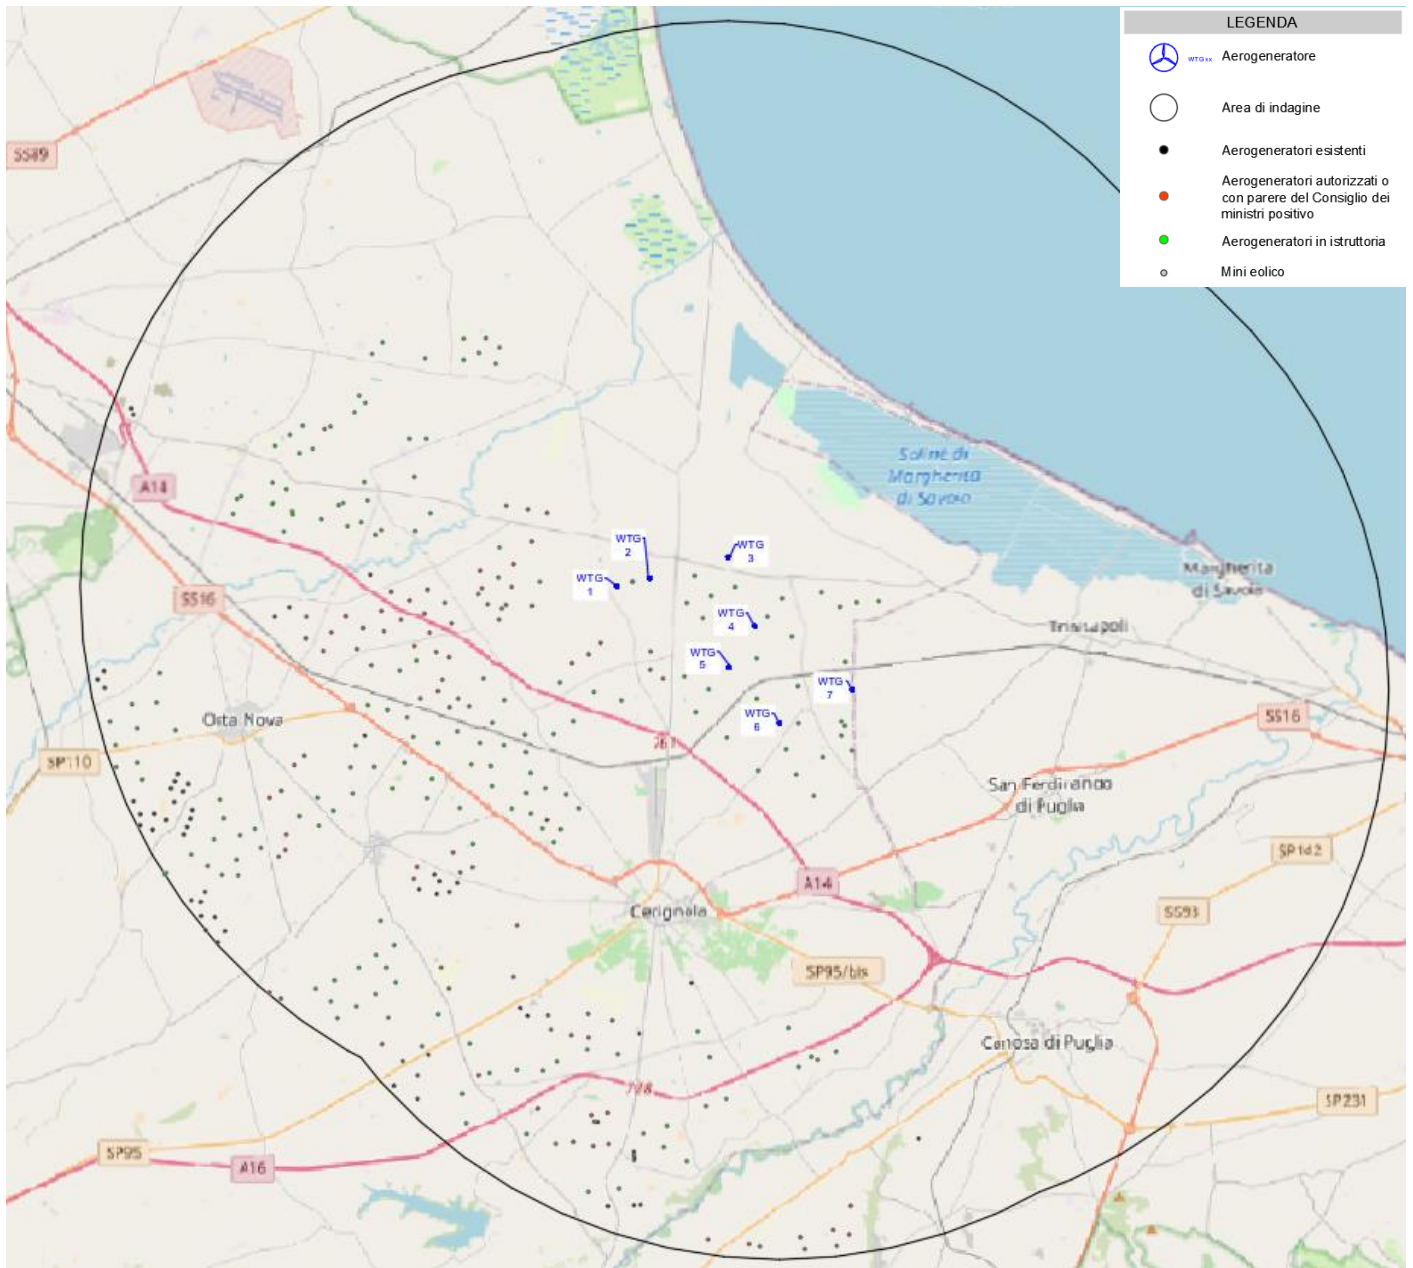 LEGENDA
WTGxx
Aerogeneratore
Area di indagine
Aerogeneratori esistenti
Aerogeneratori autorizzati o
con parere del Consiglio dei
ministri positivo
Aerogeneratori in istruttoria
Mini eolico
SS89
A14
SS16
Orta Nova
SP110
WTG
1
WTG
2
WTG
3
WTG
4
WTG
5
WTG
6
WTG
7
Saline di
Margherita
di Savoia
Margherita
di Savoia
Trinitapoli
SS16
San Ferdinando
di Puglia
SP142
A14
SS93
Cerignola
SP95/bis
Canosa di Puglia
SP231
SP95
A16